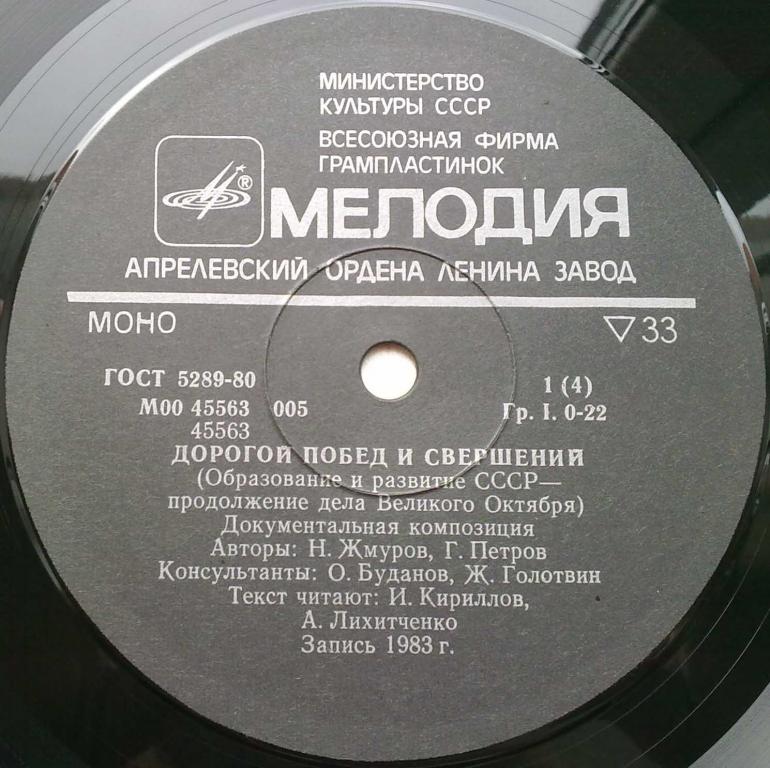 МИНИСТЕРСТВО
КУЛЬТУРЫ СССР
ВСЕСОЮЗНАЯ ФИРМА
ГРАМПЛАСТИНОК
®
МЕЛОДИЯ
АПРЕЛЕВСКИЙ ОРДЕНА ЛЕНИНА ЗАВОД
МОНО ▽33
ГОСТ 5289-80 1 (4)
М00 45563 005 Гр. I. 0-22
45563
ДОРОГОЙ ПОБЕД И СВЕРШЕНИЙ
(Образование и развитие СССР—
продолжение дела Великого Октября)
Документальная композиция
Авторы: Н. Жмуров, Г. Петров
Консультанты: О. Буданов, Ж. Голотвин
Текст читают: И. Кириллов,
А. Лихитченко
Запись 1983 г.